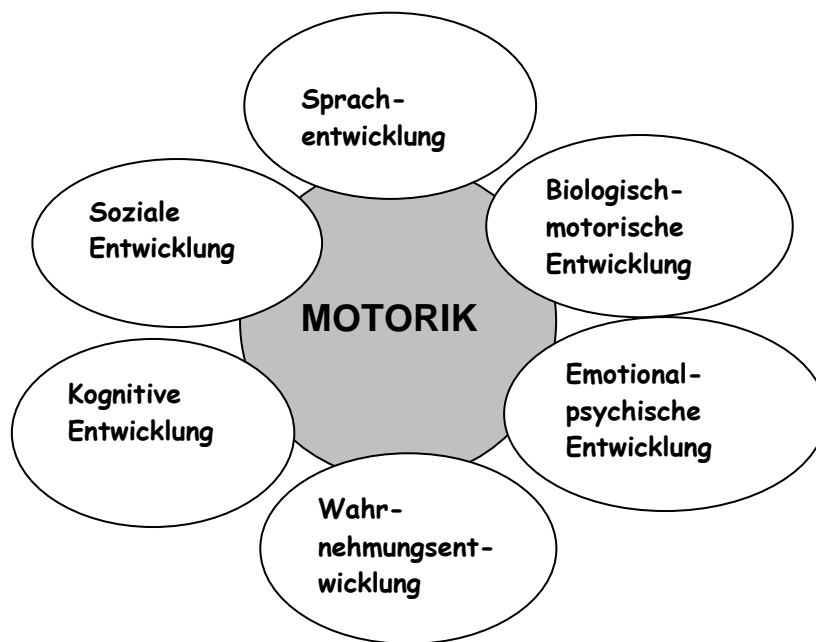 Sprach-
entwicklung
Biologisch-
motorische
Entwicklung
Soziale
Entwicklung
MOTORIK
Emotional-
psychische
Entwicklung
Kognitive
Entwicklung
Wahr-
nehmungsent-
wicklung